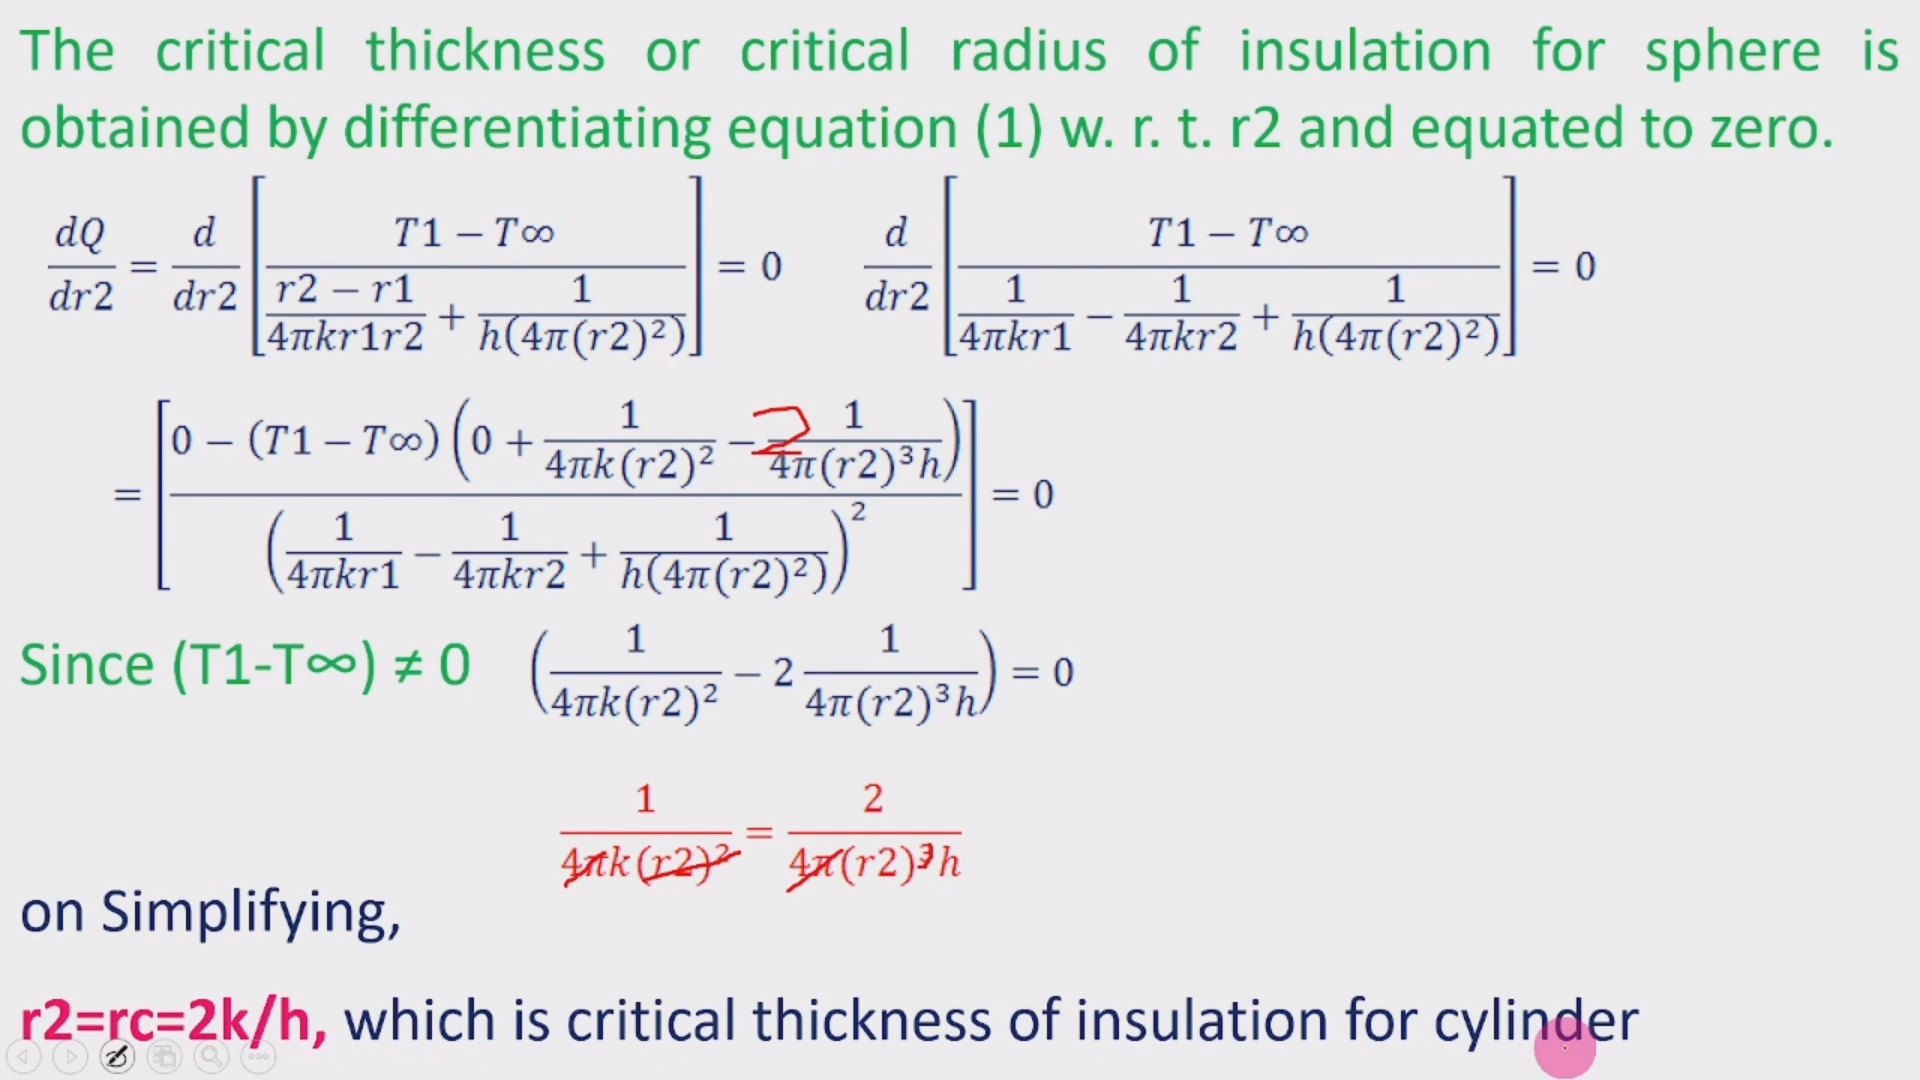 The critical thickness or critical radius of insulation for sphere is
obtained by differentiating equation (1) w. r. t. r2 and equated to zero.
dQ/dr2 = d/dr2 [ (T1 − T∞) / ( (r2 − r1)/(4πkr1r2) + 1/(h(4π(r2)²)) ) ] = 0    d/dr2 [ (T1 − T∞) / ( 1/(4πkr1) − 1/(4πkr2) + 1/(h(4π(r2)²)) ) ] = 0
= [ ( 0 − (T1 − T∞) ( 0 + 1/(4πk(r2)²) − 2 1/(4π(r2)³h) ) ) / ( 1/(4πkr1) − 1/(4πkr2) + 1/(h(4π(r2)²)) )² ] = 0
Since (T1-T∞) ≠ 0    ( 1/(4πk(r2)²) − 2 1/(4π(r2)³h) ) = 0
1/(4πk(r2)²) = 2/(4π(r2)³h)
on Simplifying,
r2=rc=2k/h, which is critical thickness of insulation for cylinder